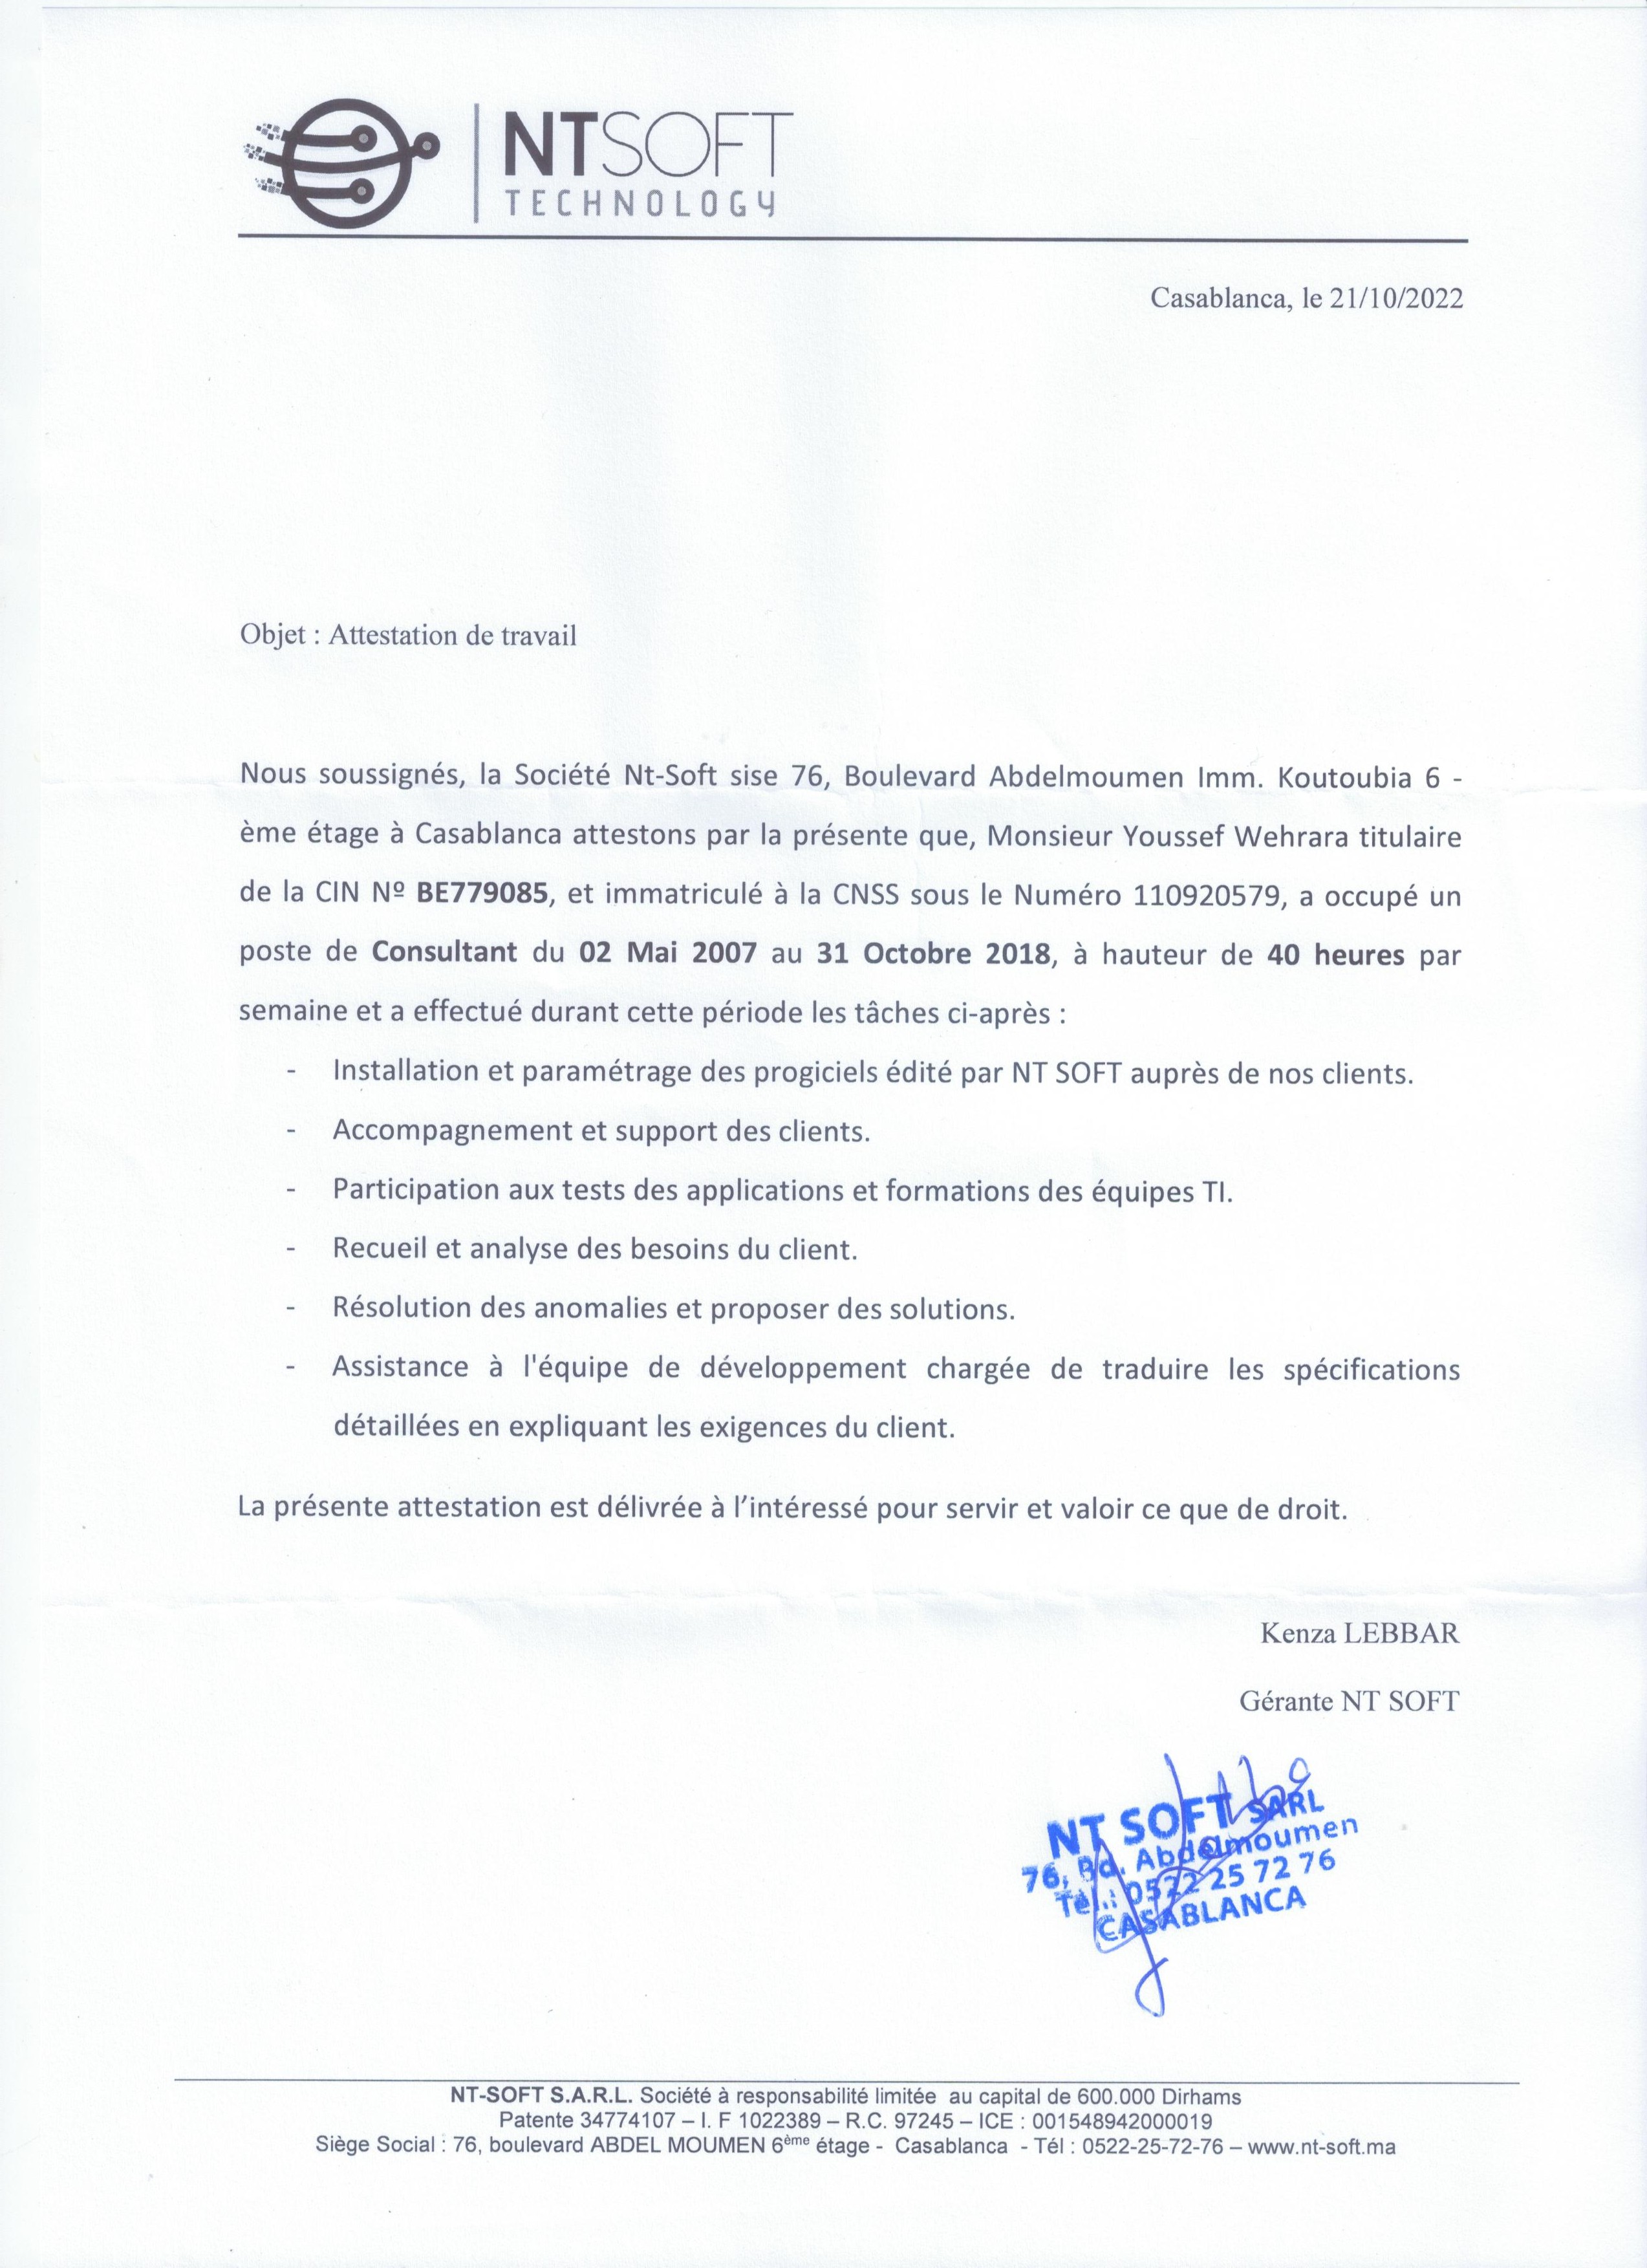 NTSOFT
TECHNOLOGY
Casablanca, le 21/10/2022
Objet : Attestation de travail
Nous soussignés, la Société Nt-Soft sise 76, Boulevard Abdelmoumen Imm. Koutoubia 6 -
ème étage à Casablanca attestons par la présente que, Monsieur Youssef Wehrara titulaire
de la CIN Nº BE779085, et immatriculé à la CNSS sous le Numéro 110920579, a occupé un
poste de Consultant du 02 Mai 2007 au 31 Octobre 2018, à hauteur de 40 heures par
semaine et a effectué durant cette période les tâches ci-après :
- Installation et paramétrage des progiciels édité par NT SOFT auprès de nos clients.
- Accompagnement et support des clients.
- Participation aux tests des applications et formations des équipes TI.
- Recueil et analyse des besoins du client.
- Résolution des anomalies et proposer des solutions.
- Assistance à l'équipe de développement chargée de traduire les spécifications
détaillées en expliquant les exigences du client.
La présente attestation est délivrée à l’intéressé pour servir et valoir ce que de droit.
Kenza LEBBAR
Gérante NT SOFT
NT SOFT SARL
76, Bd. Abdelmoumen
Tél.: 0522 25 72 76
CASABLANCA
NT-SOFT S.A.R.L. Société à responsabilité limitée au capital de 600.000 Dirhams
Patente 34774107 – I. F 1022389 – R.C. 97245 – ICE : 001548942000019
Siège Social : 76, boulevard ABDEL MOUMEN 6ème étage - Casablanca - Tél : 0522-25-72-76 – www.nt-soft.ma